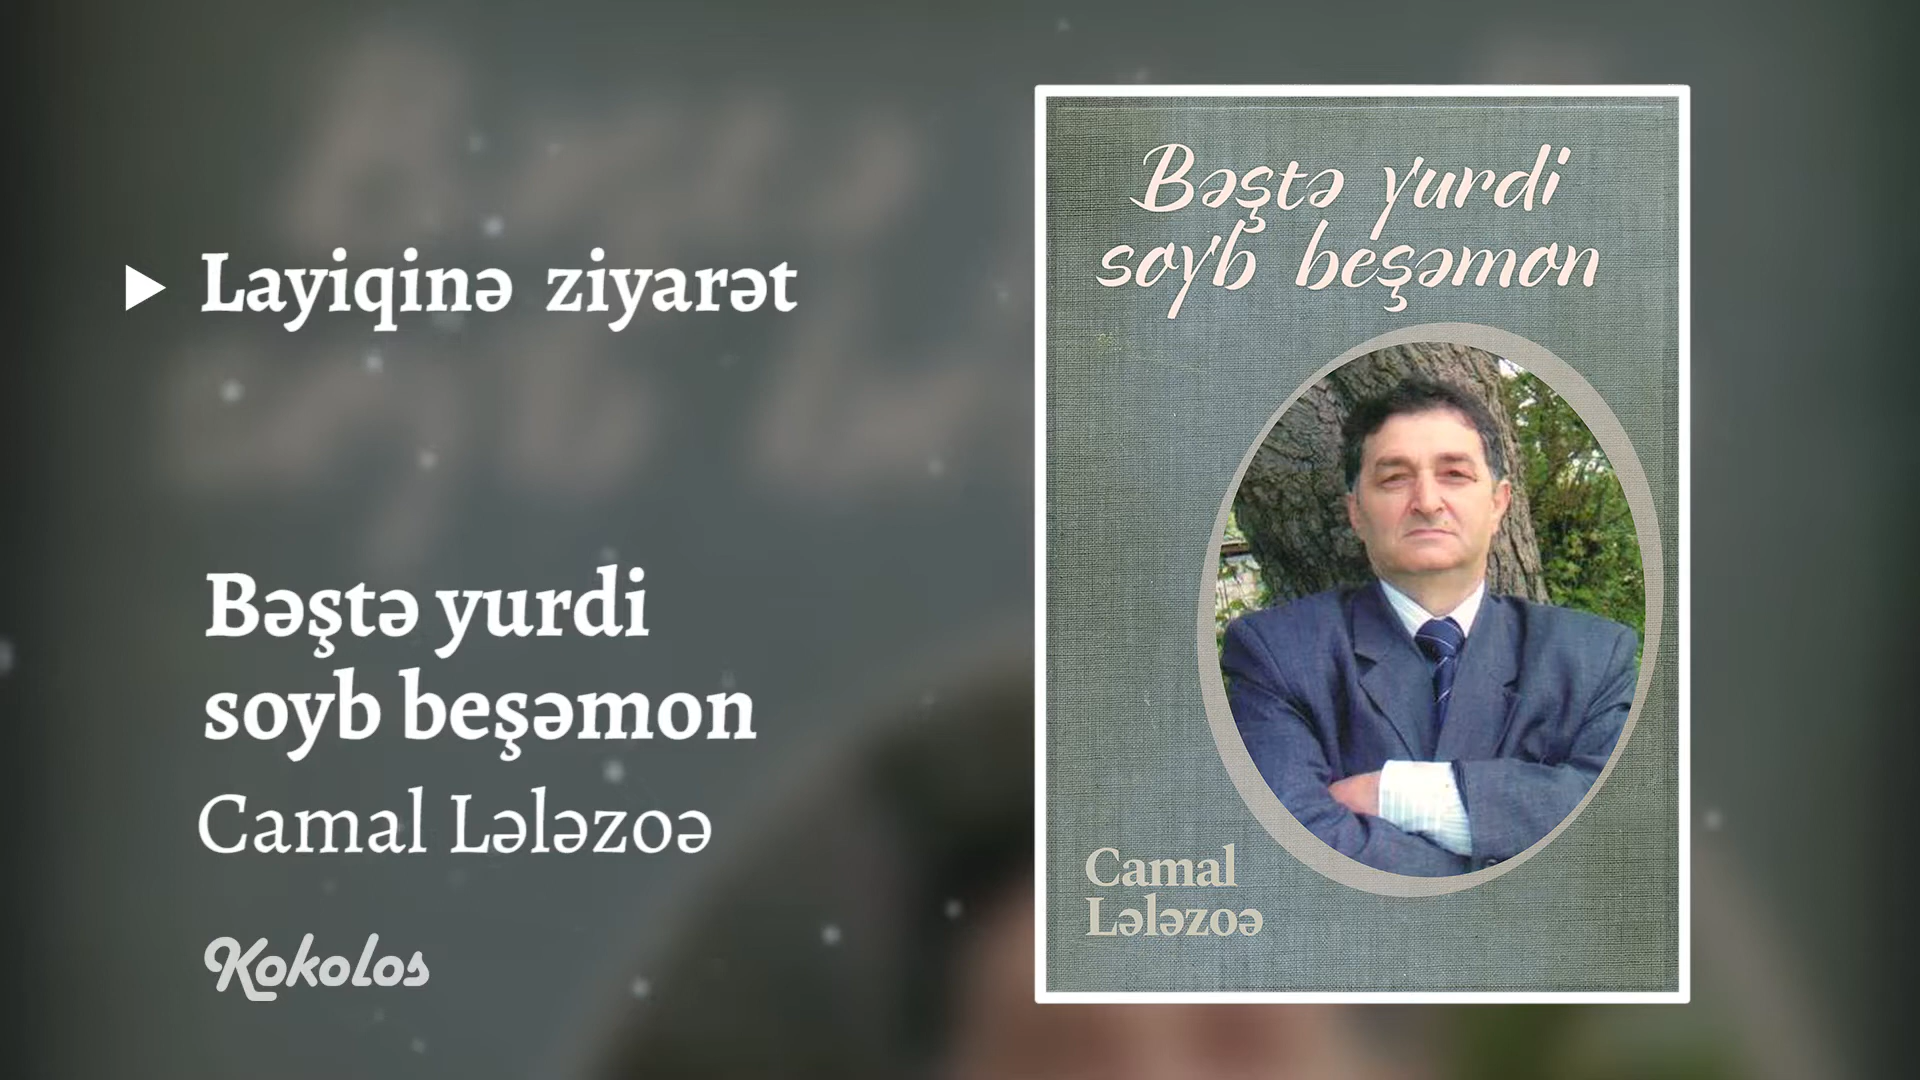 Layiqinə ziyarət
Bəştə yurdi
soyb beşəmon
Camal Lələzoə
Kokolos
Bəştə yurdi
soyb beşəmon
Camal
Lələzoə